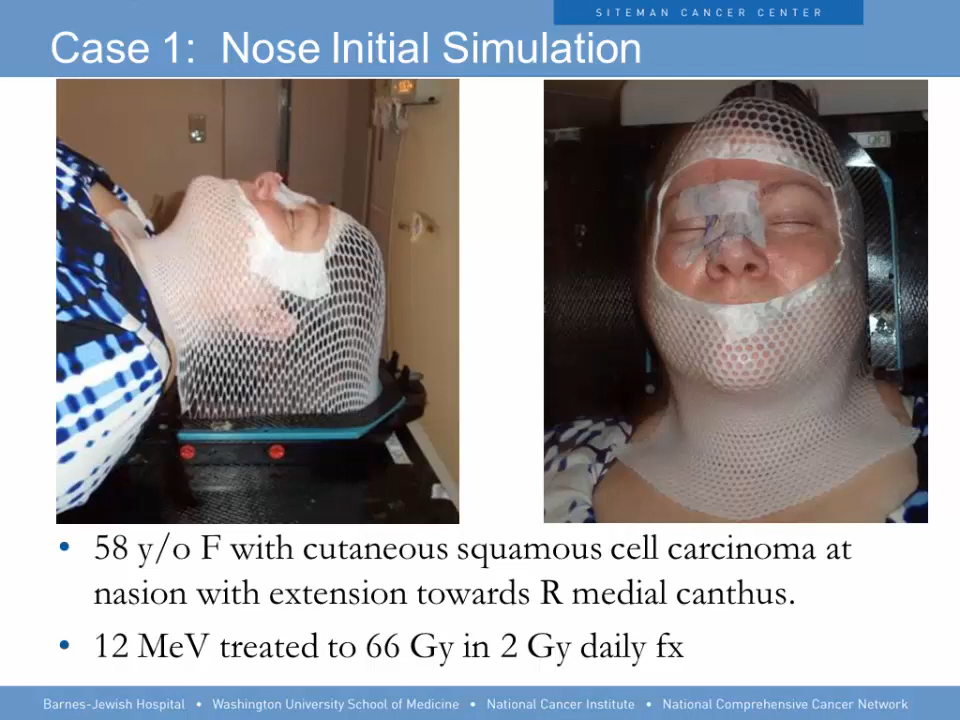 SITEMAN CANCER CENTER
Case 1: Nose Initial Simulation
• 58 y/o F with cutaneous squamous cell carcinoma at
nasion with extension towards R medial canthus.
• 12 MeV treated to 66 Gy in 2 Gy daily fx
Barnes-Jewish Hospital • Washington University School of Medicine • National Cancer Institute • National Comprehensive Cancer Network